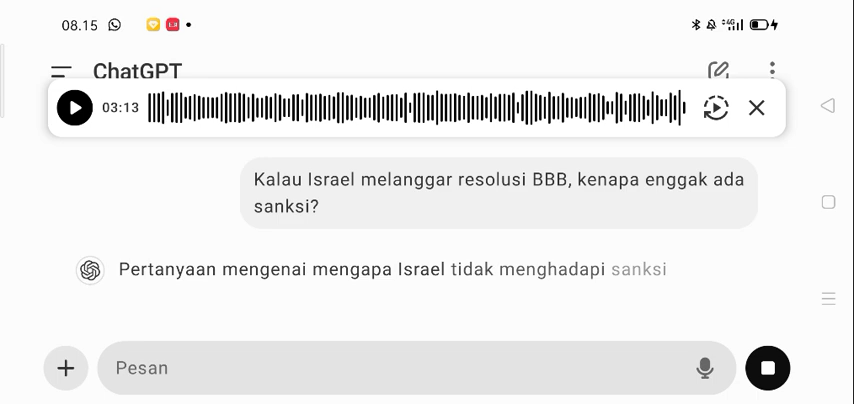 08.15
ChatGPT
03:13
Kalau Israel melanggar resolusi BBB, kenapa enggak ada
sanksi?
Pertanyaan mengenai mengapa Israel tidak menghadapi sanksi
Pesan